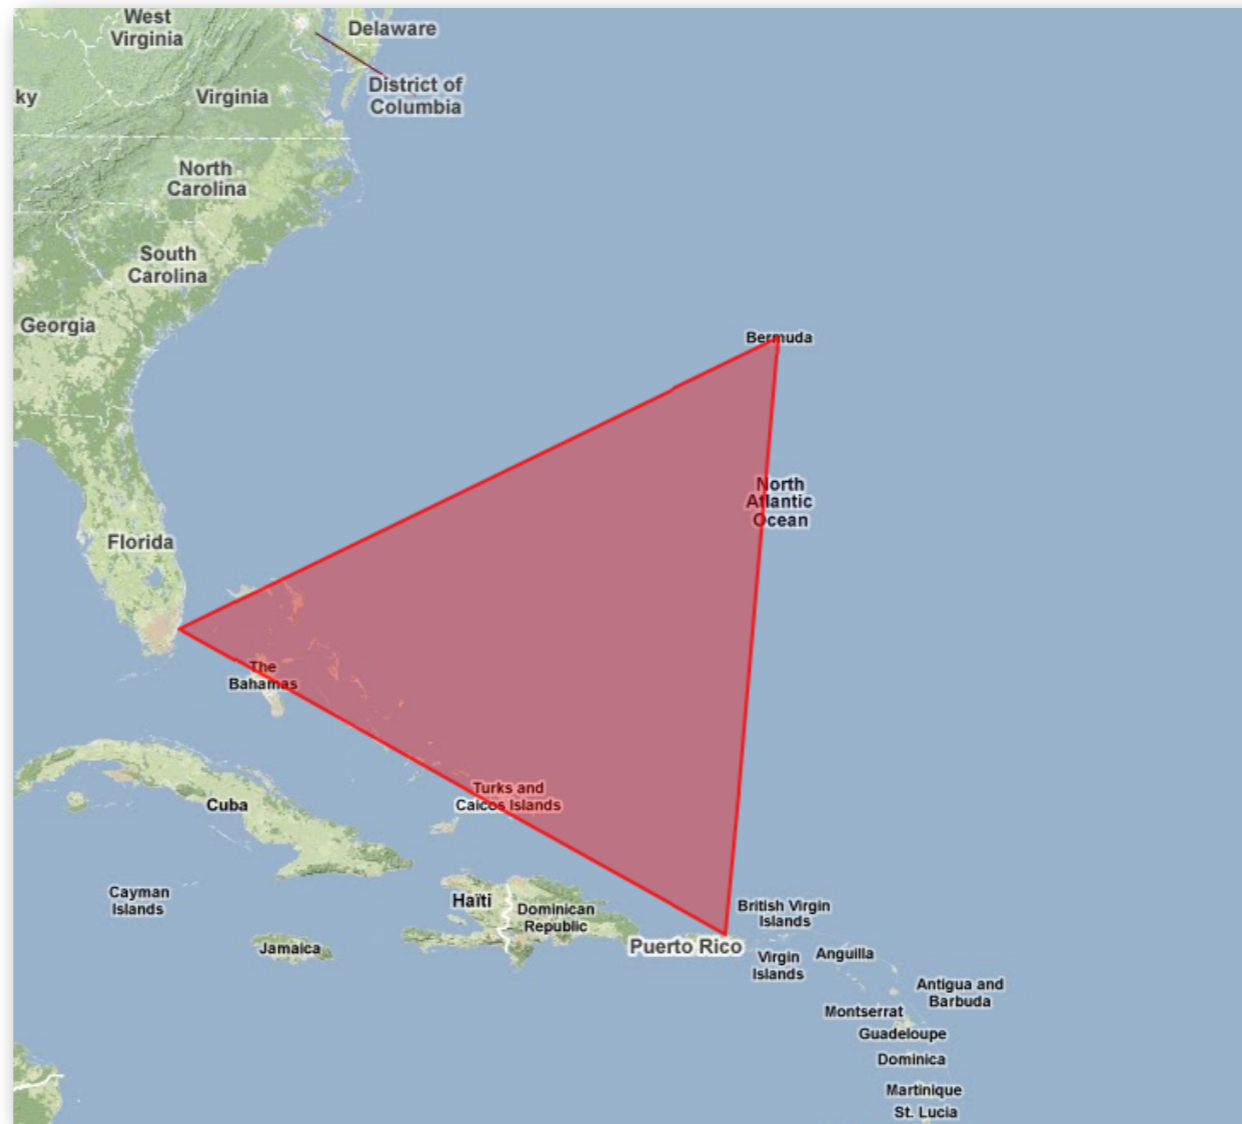 West
Virginia
Delaware
District of
Columbia
ky
Virginia
North
Carolina
South
Carolina
Georgia
Bermuda
North
Atlantic
Ocean
Florida
The
Bahamas
Turks and
Caicos Islands
Cuba
Cayman
Islands
Haïti
Dominican
Republic
British Virgin
Islands
Jamaica
Puerto Rico
Virgin
Islands
Anguilla
Antigua and
Barbuda
Montserrat
Guadeloupe
Dominica
Martinique
St. Lucia